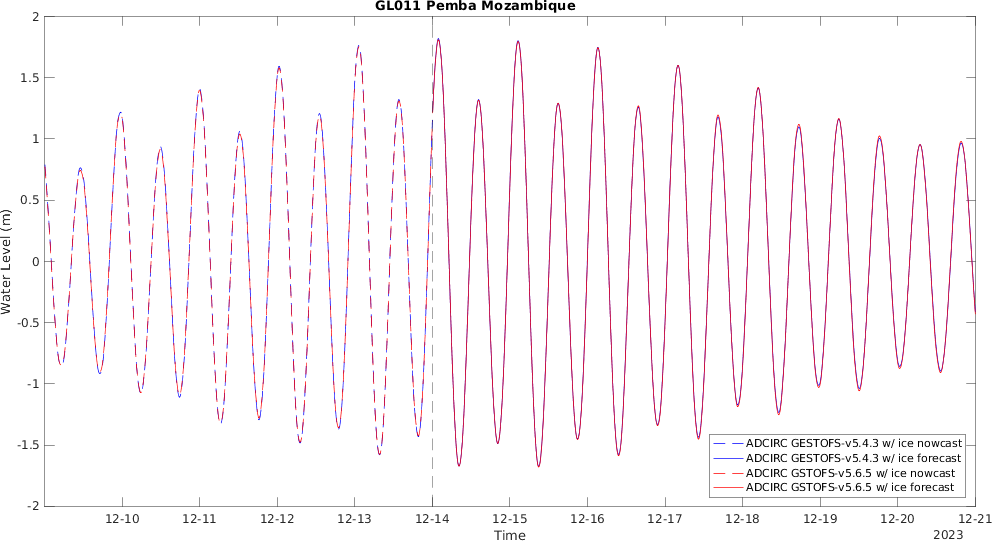 GL011 Pemba Mozambique
2
1.5
1
0.5
0
-0.5
-1
-1.5
-2
Water Level (m)
12-10 12-11 12-12 12-13 12-14 12-15 12-16 12-17 12-18 12-19 12-20 12-21
Time
2023
ADCIRC GESTOFS-v5.4.3 w/ ice nowcast
ADCIRC GESTOFS-v5.4.3 w/ ice forecast
ADCIRC GSTOFS-v5.6.5 w/ ice nowcast
ADCIRC GSTOFS-v5.6.5 w/ ice forecast